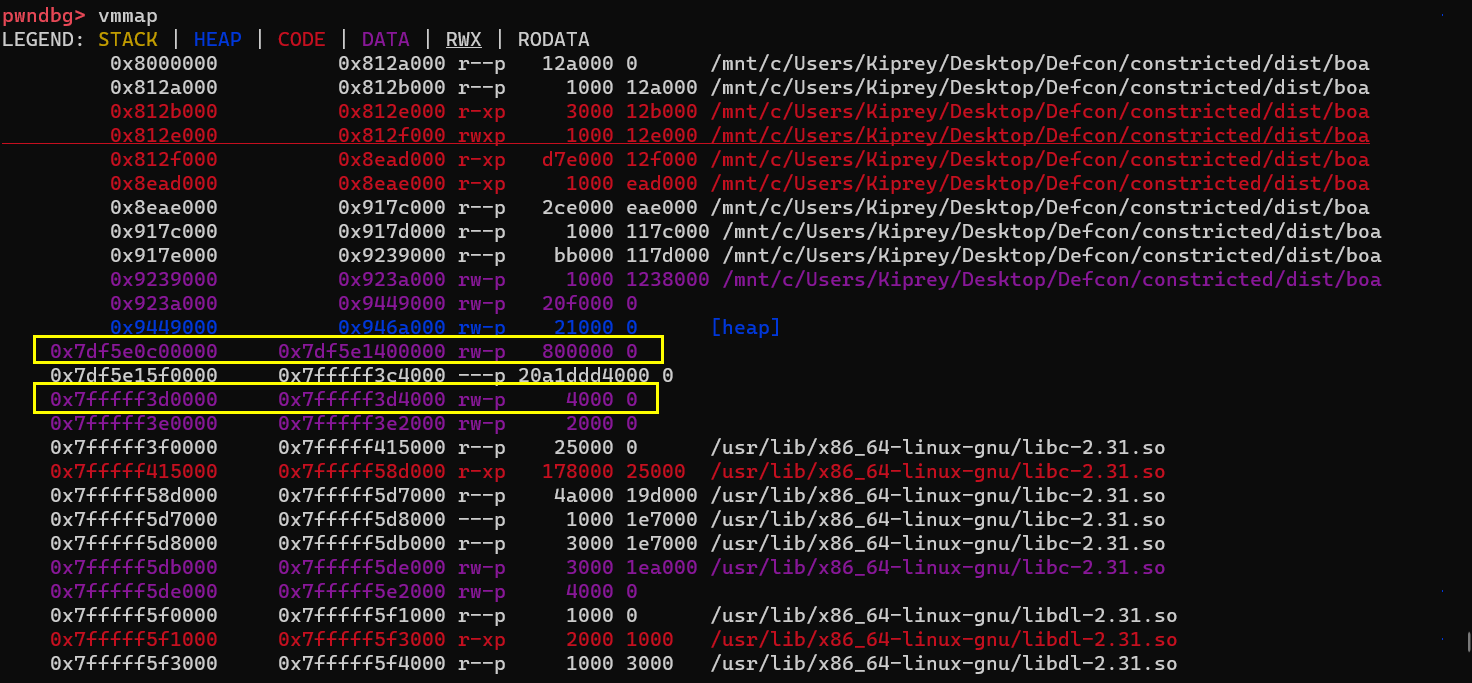 pwndbg> vmmap
LEGEND: STACK | HEAP | CODE | DATA | RWX | RODATA
0x8000000 0x812a000 r--p 12a000 0 /mnt/c/Users/Kiprey/Desktop/Defcon/constricted/dist/boa
0x812a000 0x812b000 r--p 1000 12a000 /mnt/c/Users/Kiprey/Desktop/Defcon/constricted/dist/boa
0x812b000 0x812e000 r-xp 3000 12b000 /mnt/c/Users/Kiprey/Desktop/Defcon/constricted/dist/boa
0x812e000 0x812f000 rwxp 1000 12e000 /mnt/c/Users/Kiprey/Desktop/Defcon/constricted/dist/boa
0x812f000 0x8ead000 r-xp d7e000 12f000 /mnt/c/Users/Kiprey/Desktop/Defcon/constricted/dist/boa
0x8ead000 0x8eae000 r-xp 1000 ead000 /mnt/c/Users/Kiprey/Desktop/Defcon/constricted/dist/boa
0x8eae000 0x917c000 r--p 2ce000 eae000 /mnt/c/Users/Kiprey/Desktop/Defcon/constricted/dist/boa
0x917c000 0x917d000 r--p 1000 117c000 /mnt/c/Users/Kiprey/Desktop/Defcon/constricted/dist/boa
0x917e000 0x9239000 r--p bb000 117d000 /mnt/c/Users/Kiprey/Desktop/Defcon/constricted/dist/boa
0x9239000 0x923a000 rw-p 1000 1238000 /mnt/c/Users/Kiprey/Desktop/Defcon/constricted/dist/boa
0x923a000 0x9449000 rw-p 20f000 0
0x9449000 0x946a000 rw-p 21000 0 [heap]
0x7df5e0c00000 0x7df5e1400000 rw-p 800000 0
0x7df5e15f0000 0x7fffff3c4000 ---p 20a1ddd4000 0
0x7fffff3d0000 0x7fffff3d4000 rw-p 4000 0
0x7fffff3e0000 0x7fffff3e2000 rw-p 2000 0
0x7fffff3f0000 0x7fffff415000 r--p 25000 0 /usr/lib/x86_64-linux-gnu/libc-2.31.so
0x7fffff415000 0x7fffff58d000 r-xp 178000 25000 /usr/lib/x86_64-linux-gnu/libc-2.31.so
0x7fffff58d000 0x7fffff5d7000 r--p 4a000 19d000 /usr/lib/x86_64-linux-gnu/libc-2.31.so
0x7fffff5d7000 0x7fffff5d8000 ---p 1000 1e7000 /usr/lib/x86_64-linux-gnu/libc-2.31.so
0x7fffff5d8000 0x7fffff5db000 r--p 3000 1e7000 /usr/lib/x86_64-linux-gnu/libc-2.31.so
0x7fffff5db000 0x7fffff5de000 rw-p 3000 1ea000 /usr/lib/x86_64-linux-gnu/libc-2.31.so
0x7fffff5de000 0x7fffff5e2000 rw-p 4000 0
0x7fffff5f0000 0x7fffff5f1000 r--p 1000 0 /usr/lib/x86_64-linux-gnu/libdl-2.31.so
0x7fffff5f1000 0x7fffff5f3000 r-xp 2000 1000 /usr/lib/x86_64-linux-gnu/libdl-2.31.so
0x7fffff5f3000 0x7fffff5f4000 r--p 1000 3000 /usr/lib/x86_64-linux-gnu/libdl-2.31.so